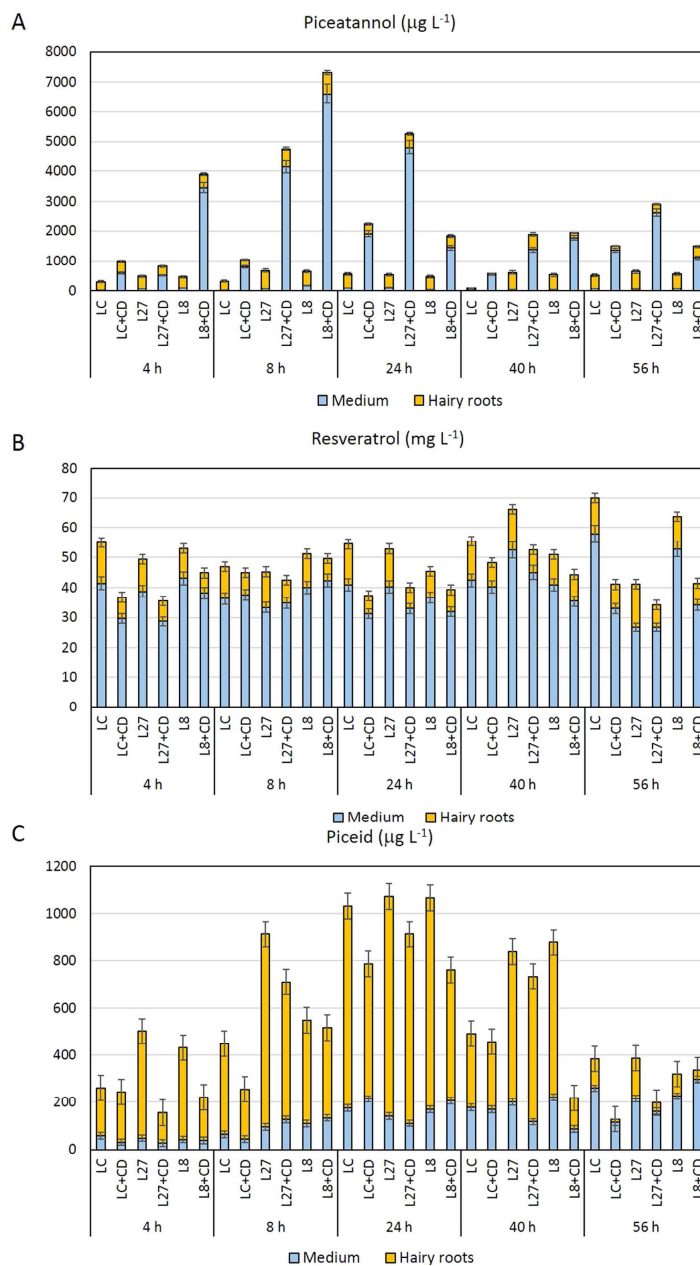 A
Piceatannol (µg L-1)
8000
7000
6000
5000
4000
3000
2000
1000
0
LC LC+CD L27 L27+CD L8 L8+CD LC LC+CD L27 L27+CD L8 L8+CD LC LC+CD L27 L27+CD L8 L8+CD LC LC+CD L27 L27+CD L8 L8+CD LC LC+CD L27 L27+CD L8 L8+CD
4 h 8 h 24 h 40 h 56 h
Medium Hairy roots
B
Resveratrol (mg L-1)
80
70
60
50
40
30
20
10
0
LC LC+CD L27 L27+CD L8 L8+CD LC LC+CD L27 L27+CD L8 L8+CD LC LC+CD L27 L27+CD L8 L8+CD LC LC+CD L27 L27+CD L8 L8+CD LC LC+CD L27 L27+CD L8 L8+CD
4 h 8 h 24 h 40 h 56 h
Medium Hairy roots
C
Piceid (µg L-1)
1200
1000
800
600
400
200
0
LC LC+CD L27 L27+CD L8 L8+CD LC LC+CD L27 L27+CD L8 L8+CD LC LC+CD L27 L27+CD L8 L8+CD LC LC+CD L27 L27+CD L8 L8+CD LC LC+CD L27 L27+CD L8 L8+CD
4 h 8 h 24 h 40 h 56 h
Medium Hairy roots